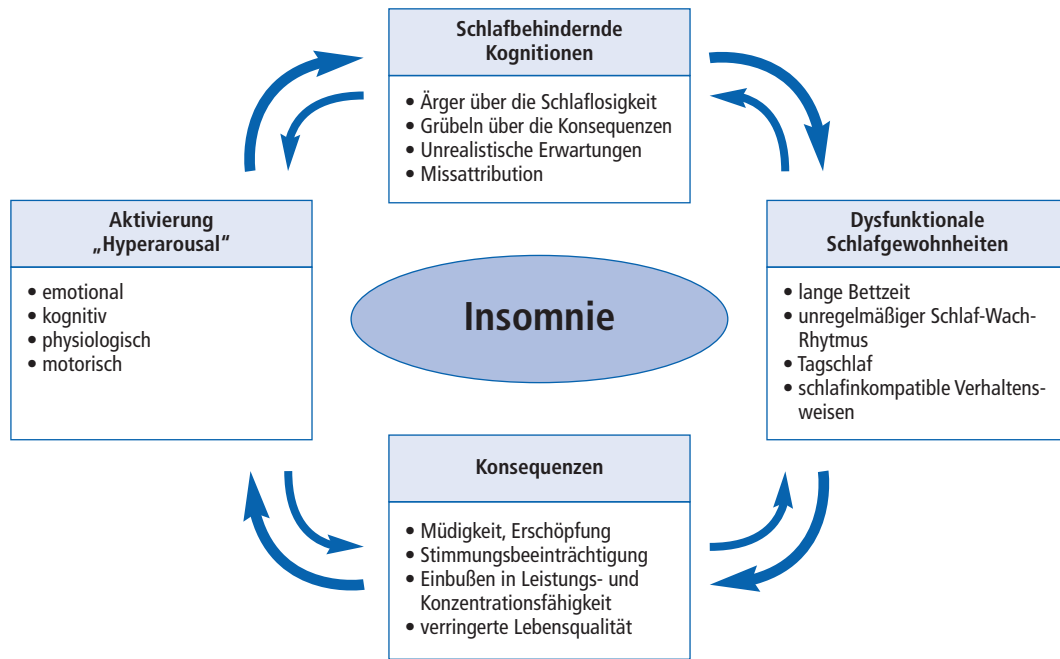 Schlafbehindernde
Kognitionen
• Ärger über die Schlaflosigkeit
• Grübeln über die Konsequenzen
• Unrealistische Erwartungen
• Missattribution
Aktivierung
„Hyperarousal“
• emotional
• kognitiv
• physiologisch
• motorisch
Insomnie
Dysfunktionale
Schlafgewohnheiten
• lange Bettzeit
• unregelmäßiger Schlaf-Wach-
Rhytmus
• Tagschlaf
• schlafinkompatible Verhaltens-
weisen
Konsequenzen
• Müdigkeit, Erschöpfung
• Stimmungsbeeinträchtigung
• Einbußen in Leistungs- und
Konzentrationsfähigkeit
• verringerte Lebensqualität